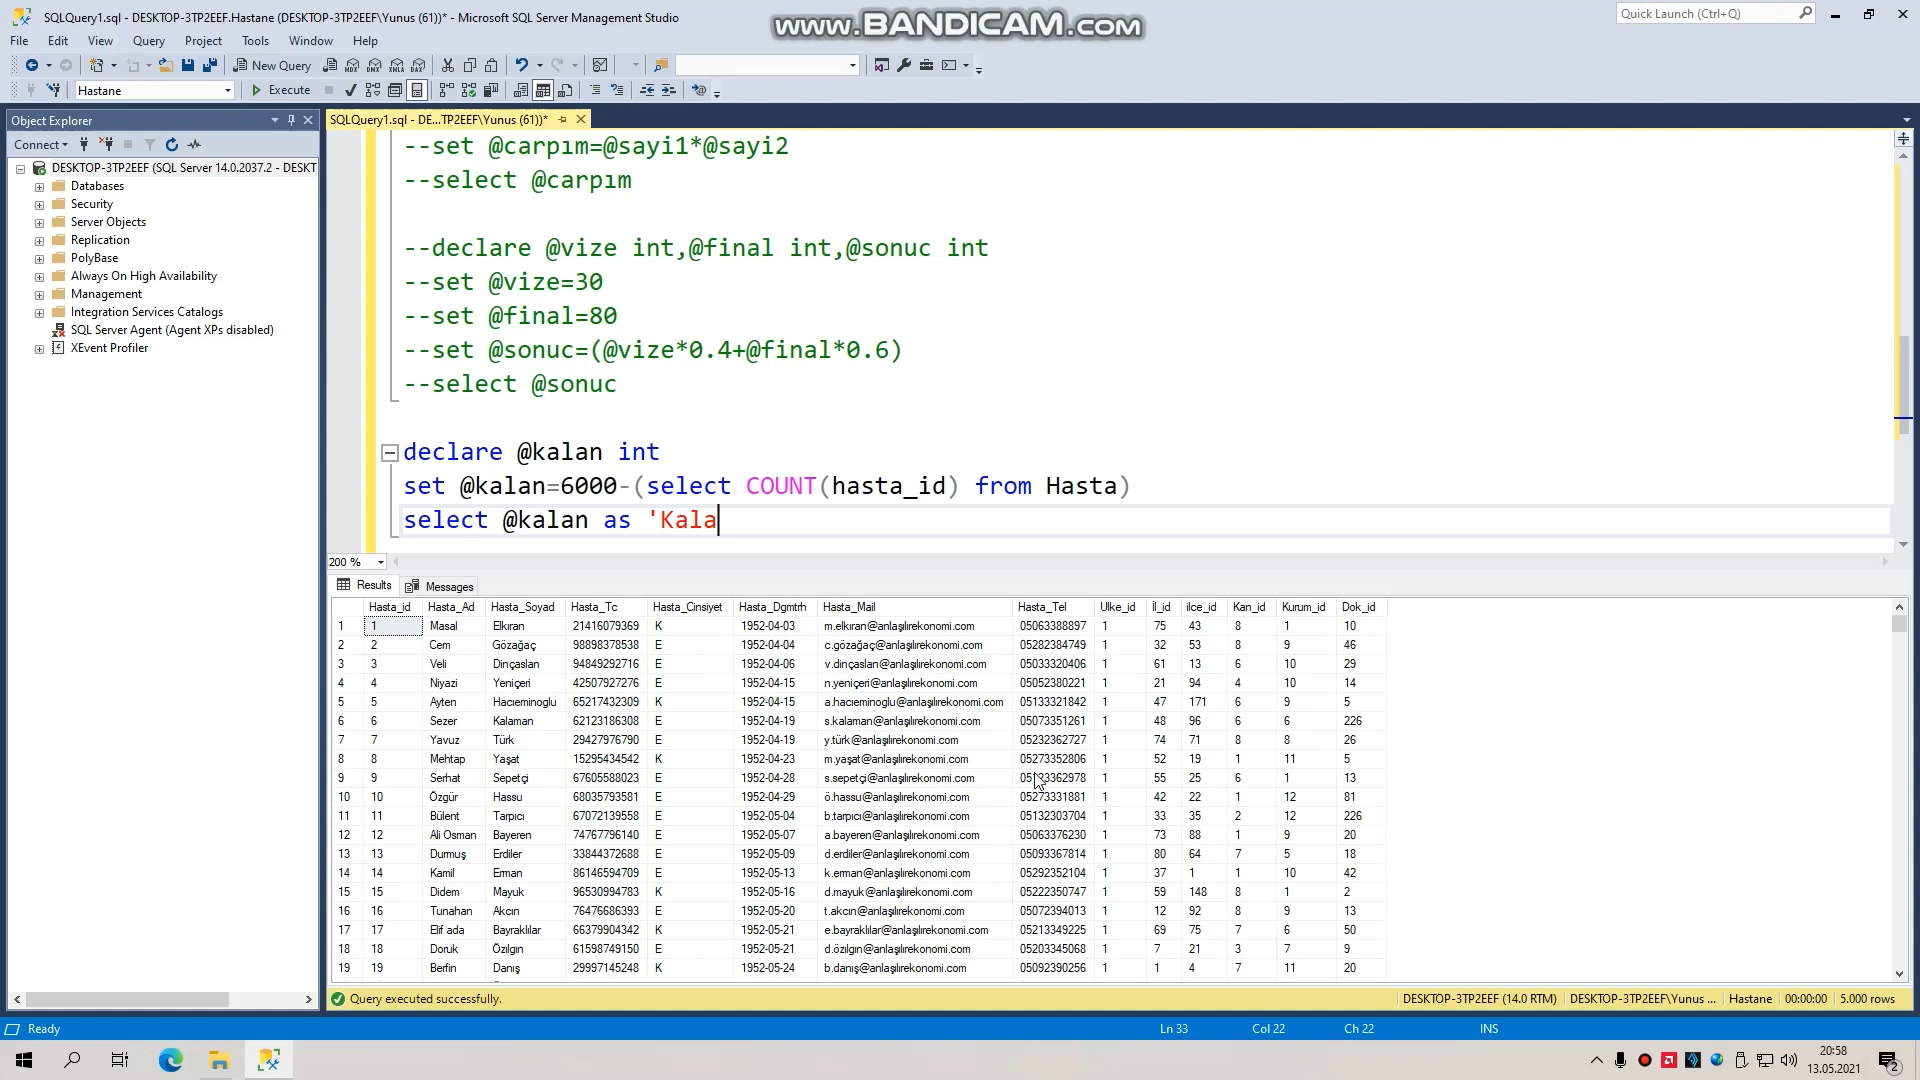 SQLQuery1.sql - DESKTOP-3TP2EEF.Hastane (DESKTOP-3TP2EEF\Yunus (61))* - Microsoft SQL Server Management Studio
www.BANDICAM.com
Quick Launch (Ctrl+Q)
File Edit View Query Project Tools Window Help
New Query MDX DMX XMLA DAX
Hastane Execute
Object Explorer
SQLQuery1.sql - DE...TP2EEF\Yunus (61))*
Connect
DESKTOP-3TP2EEF (SQL Server 14.0.2037.2 - DESKT
Databases
Security
Server Objects
Replication
PolyBase
Always On High Availability
Management
Integration Services Catalogs
SQL Server Agent (Agent XPs disabled)
XEvent Profiler
--set @carpım=@sayi1*@sayi2
--select @carpım
--declare @vize int,@final int,@sonuc int
--set @vize=30
--set @final=80
--set @sonuc=(@vize*0.4+@final*0.6)
--select @sonuc
declare @kalan int
set @kalan=6000-(select COUNT(hasta_id) from Hasta)
select @kalan as 'Kala
200 %
Results Messages
Hasta_id Hasta_Ad Hasta_Soyad Hasta_Tc Hasta_Cinsiyet Hasta_Dgmtrh Hasta_Mail Hasta_Tel Ulke_id İl_id ilce_id Kan_id Kurum_id Dok_id
1 1 Masal Elkıran 21416079369 K 1952-04-03 m.elkıran@anlaşılırekonomi.com 05063388897 1 75 43 8 1 10
2 2 Cem Gözağaç 98898378538 E 1952-04-04 c.gözağaç@anlaşılırekonomi.com 05282384749 1 32 53 8 9 46
3 3 Veli Dinçaslan 94849292716 E 1952-04-06 v.dinçaslan@anlaşılırekonomi.com 05033320406 1 61 13 6 10 29
4 4 Niyazi Yeniçeri 42507927276 E 1952-04-15 n.yeniçeri@anlaşılırekonomi.com 05052380221 1 21 94 4 10 14
5 5 Ayten Hacıeminoglu 65217432309 K 1952-04-15 a.hacıeminoglu@anlaşılırekonomi.com 05133321842 1 47 171 6 9 5
6 6 Sezer Kalaman 62123186308 E 1952-04-19 s.kalaman@anlaşılırekonomi.com 05073351261 1 48 96 6 6 226
7 7 Yavuz Türk 29427976790 E 1952-04-19 y.türk@anlaşılırekonomi.com 05232362727 1 74 71 8 8 26
8 8 Mehtap Yaşat 15295434542 K 1952-04-23 m.yaşat@anlaşılırekonomi.com 05273352806 1 52 19 1 11 5
9 9 Serhat Sepetçi 67605588023 E 1952-04-28 s.sepetçi@anlaşılırekonomi.com 1 55 25 6 1 13
10 10 Özgür Hassu 68035793581 E 1952-04-29 ö.hassu@anlaşılırekonomi.com 05273331881 1 42 22 1 12 81
11 11 Bülent Tarpıcı 67072139558 E 1952-05-04 b.tarpıcı@anlaşılırekonomi.com 05132303704 1 33 35 2 12 226
12 12 Ali Osman Bayeren 74767796140 E 1952-05-07 a.bayeren@anlaşılırekonomi.com 05063376230 1 73 88 1 9 20
13 13 Durmuş Erdiler 33844372688 E 1952-05-09 d.erdiler@anlaşılırekonomi.com 05093367814 1 80 64 7 5 18
14 14 Kamil Erman 86146594709 E 1952-05-13 k.erman@anlaşılırekonomi.com 05292352104 1 37 1 1 10 42
15 15 Didem Mayuk 96530994783 K 1952-05-16 d.mayuk@anlaşılırekonomi.com 05222350747 1 59 148 8 1 2
16 16 Tunahan Akcın 76476686393 E 1952-05-20 t.akcın@anlaşılırekonomi.com 05072394013 1 12 92 8 9 13
17 17 Elif ada Bayraklılar 66379904342 K 1952-05-21 e.bayraklılar@anlaşılırekonomi.com 05213349225 1 69 75 7 6 50
18 18 Doruk Özılgın 61598749150 E 1952-05-21 d.özılgın@anlaşılırekonomi.com 05203345068 1 7 21 3 7 9
19 19 Berfin Danış 29997145248 K 1952-05-24 b.danış@anlaşılırekonomi.com 05092390256 1 1 4 7 11 20
Query executed successfully. DESKTOP-3TP2EEF (14.0 RTM) DESKTOP-3TP2EEF\Yunus ... Hastane 00:00:00 5.000 rows
Ready Ln 33 Col 22 Ch 22 INS
20:58
13.05.2021
2